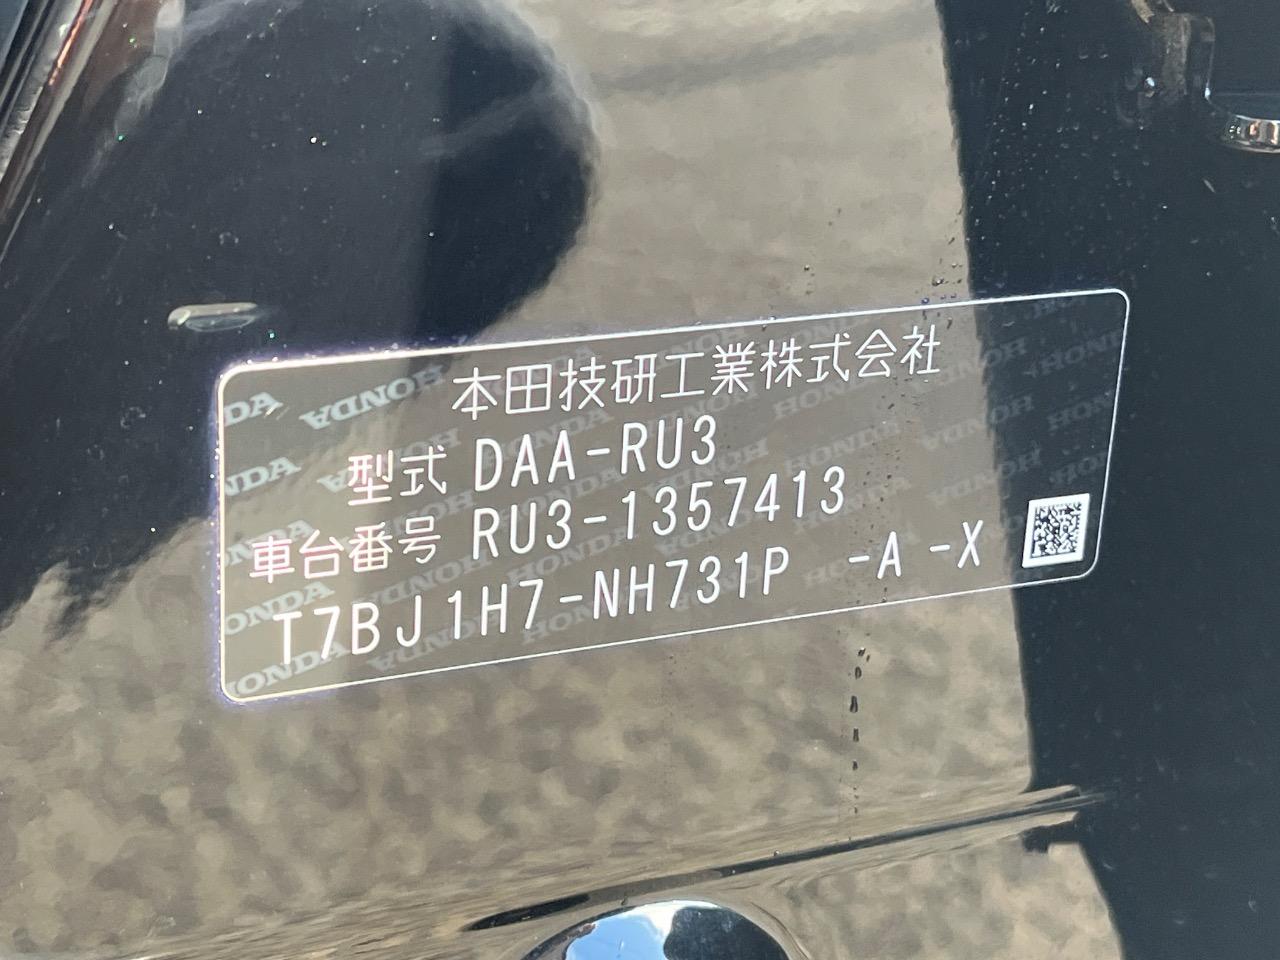 本田技研工業株式会社
型式 DAA-RU3
車台番号 RU3-1357413
T7BJ1H7-NH731P -A -X